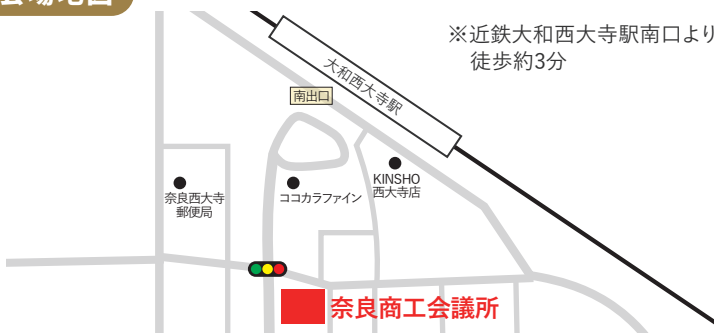 会場地図
※近鉄大和西大寺駅南口より
徒歩約3分
大和西大寺駅
南出口
KINSHO
西大寺店
奈良西大寺
郵便局
ココカラファイン
奈良商工会議所